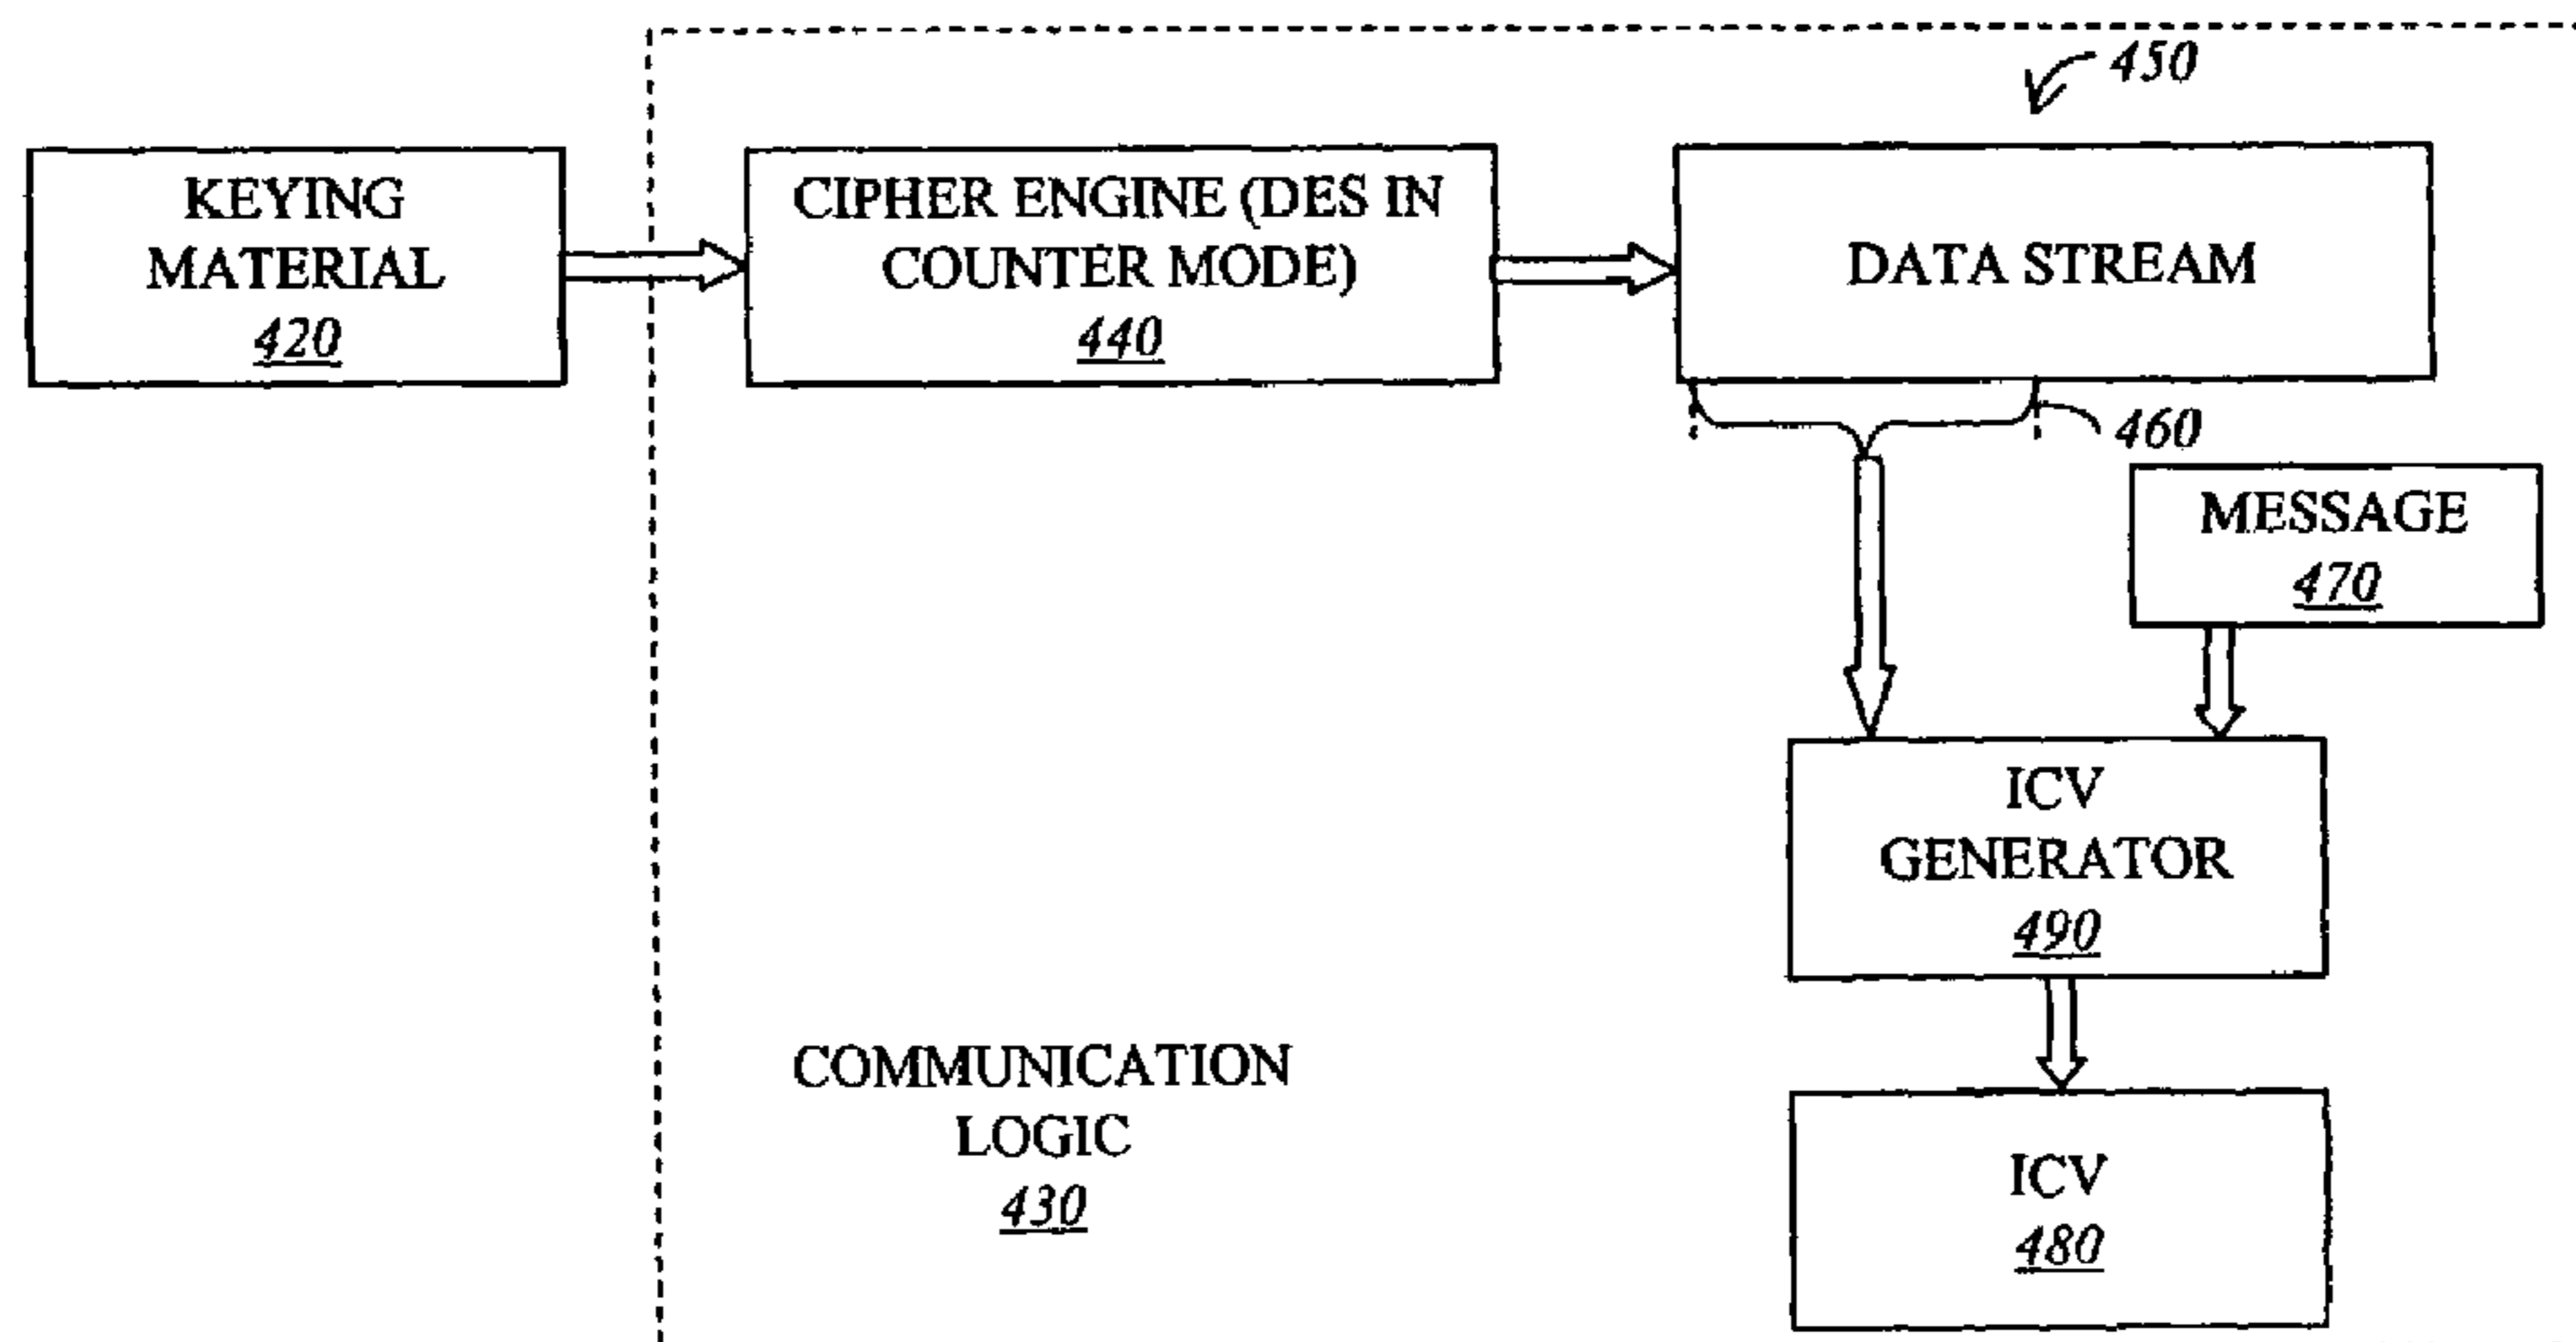 450
KEYING
MATERIAL
420
CIPHER ENGINE (DES IN
COUNTER MODE)
440
DATA STREAM
460
MESSAGE
470
ICV
GENERATOR
490
COMMUNICATION
LOGIC
430
ICV
480